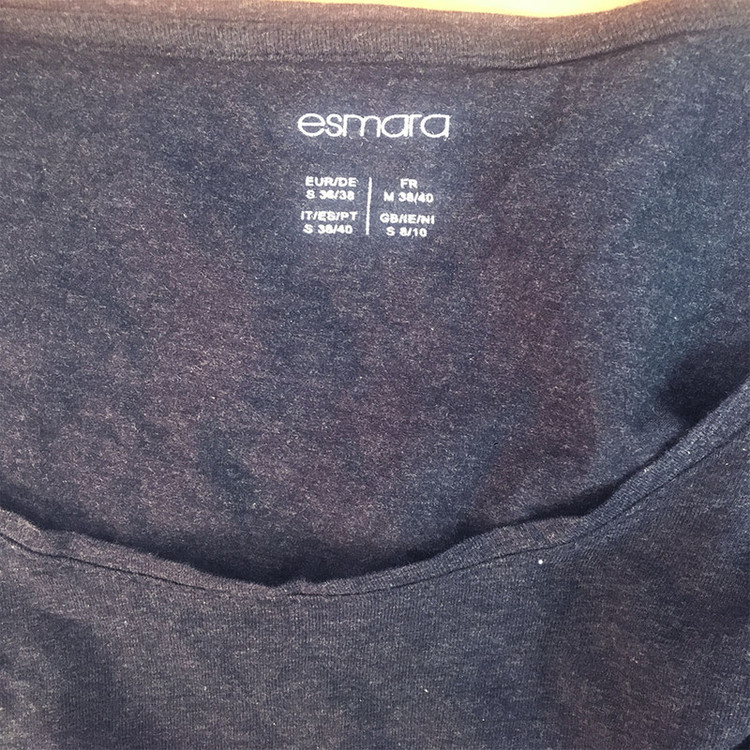 esmara
EUR/DE
S 36/38
FR
M 38/40
IT/ES/PT
S 38/40
GB/IE/NI
S 8/10